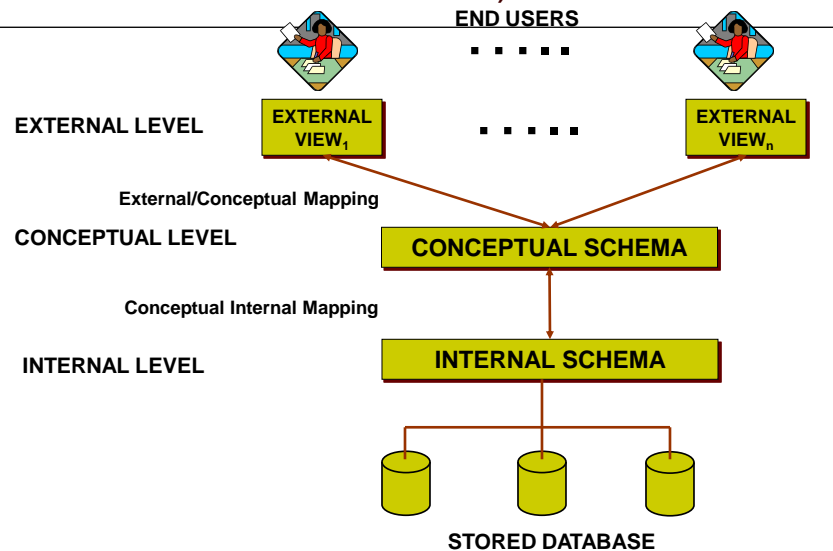 END USERS
EXTERNAL LEVEL
EXTERNAL
VIEW1
EXTERNAL
VIEWn
External/Conceptual Mapping
CONCEPTUAL LEVEL
CONCEPTUAL SCHEMA
Conceptual Internal Mapping
INTERNAL LEVEL
INTERNAL SCHEMA
STORED DATABASE